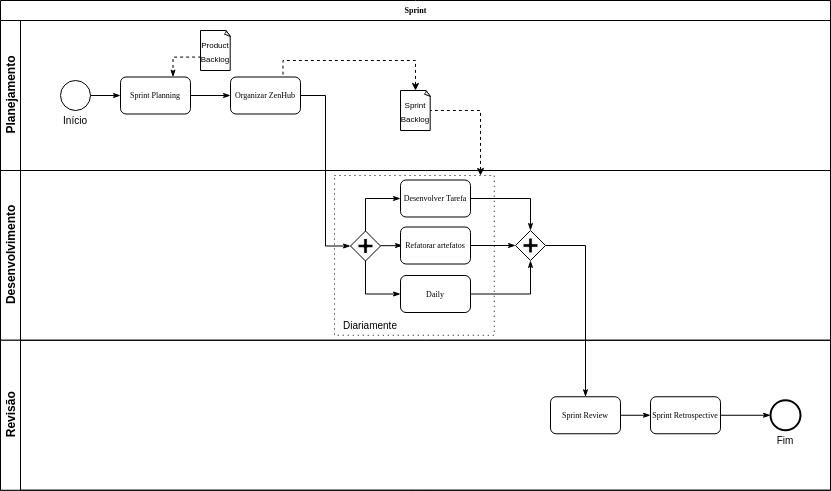 Sprint
Planejamento
Product
Backlog
Início
Sprint Planning
Organizar ZenHub
Sprint
Backlog
Desenvolvimento
Desenvolver Tarefa
Refatorar artefatos
Daily
Diariamente
Revisão
Sprint Review
Sprint Retrospective
Fim